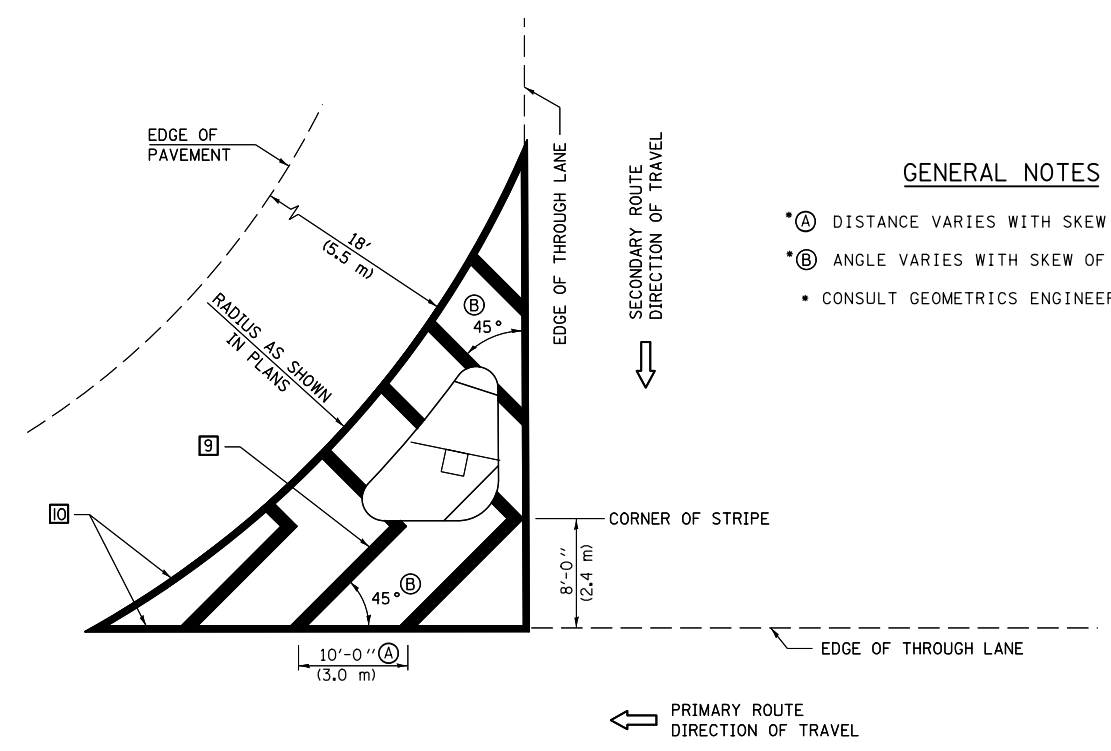 EDGE OF
PAVEMENT
18'
(5.5 m)
RADIUS AS SHOWN
IN PLANS
9
10
B
45°
EDGE OF THROUGH LANE
SECONDARY ROUTE
DIRECTION OF TRAVEL
GENERAL NOTES
*A DISTANCE VARIES WITH SKEW
*B ANGLE VARIES WITH SKEW OF
* CONSULT GEOMETRICS ENGINEER
CORNER OF STRIPE
8'-0"
(2.4 m)
45° B
10'-0" A
(3.0 m)
EDGE OF THROUGH LANE
PRIMARY ROUTE
DIRECTION OF TRAVEL